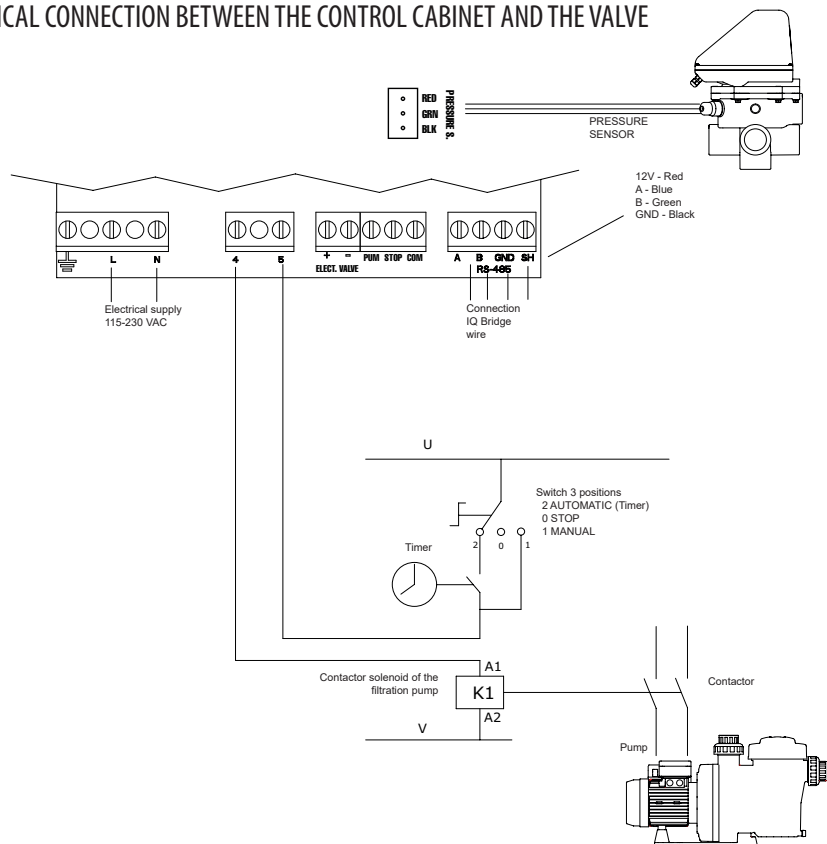 ICAL CONNECTION BETWEEN THE CONTROL CABINET AND THE VALVE
RED
GRN
BLK
PRESSURE S.
PRESSURE
SENSOR
12V - Red
A - Blue
B - Green
GND - Black
L N
4 5
+ - PUM STOP COM
ELECT. VALVE
A B GND SH
RS-485
Electrical supply
115-230 VAC
Connection
IQ Bridge
wire
U
Switch 3 positions
2 AUTOMATIC (Timer)
0 STOP
1 MANUAL
2 0 1
Timer
A1
Contactor solenoid of the
filtration pump
K1
A2
V
Contactor
Pump